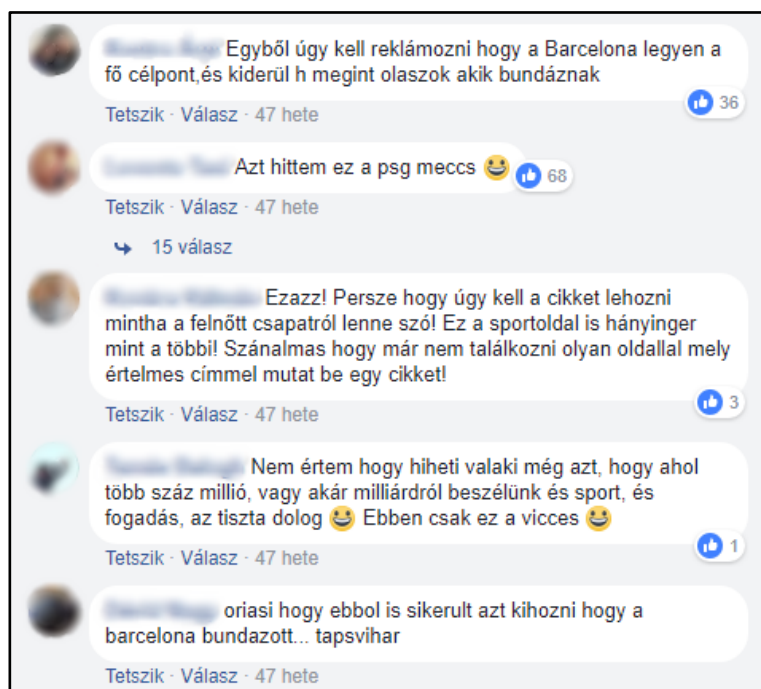 Egyből úgy kell reklámozni hogy a Barcelona legyen a
fő célpont,és kiderül h megint olaszok akik bundáznak
36
Tetszik · Válasz · 47 hete
Azt hittem ez a psg meccs
68
Tetszik · Válasz · 47 hete
15 válasz
Ezazz! Persze hogy úgy kell a cikket lehozni
mintha a felnőtt csapatról lenne szó! Ez a sportoldal is hányinger
mint a többi! Szánalmas hogy már nem találkozni olyan oldallal mely
értelmes címmel mutat be egy cikket!
3
Tetszik · Válasz · 47 hete
Nem értem hogy hiheti valaki még azt, hogy ahol
több száz millió, vagy akár milliárdról beszélünk és sport, és
fogadás, az tiszta dolog 😀 Ebben csak ez a vicces 😀
1
Tetszik · Válasz · 47 hete
oriasi hogy ebbol is sikerult azt kihozni hogy a
barcelona bundazott... tapsvihar
Tetszik · Válasz · 47 hete